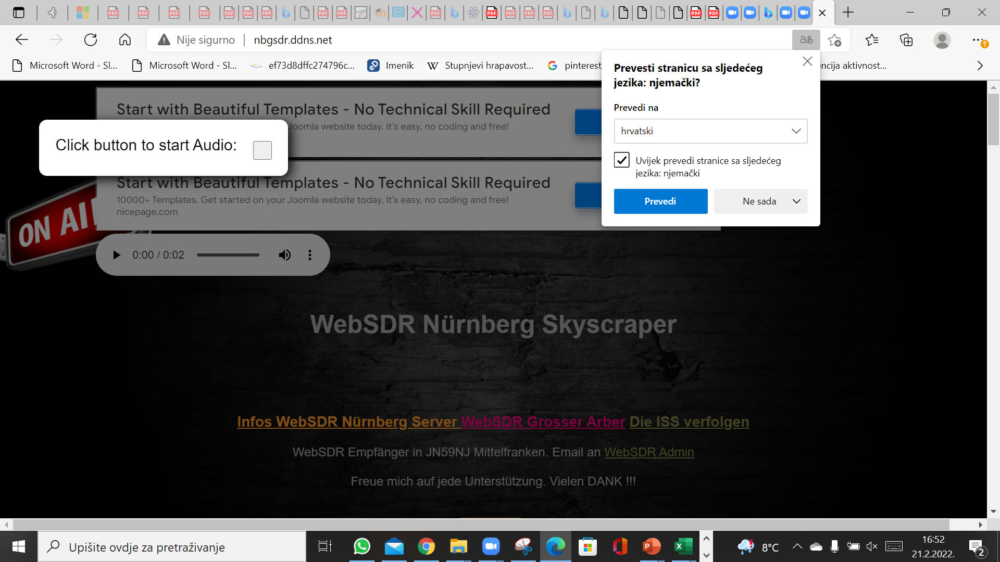 Nije sigurno
nbgsdr.ddns.net
aあ
Microsoft Word - Sl...
Microsoft Word - Sl...
ef73d8dffc274796c...
Imenik
Stupnjevi hrapavost...
pinterest
encija aktivnost...
Prevesti stranicu sa sljedećeg
jezika: njemački?
Prevedi na
hrvatski
Uvijek prevedi stranice sa sljedećeg
jezika: njemački
Prevedi
Ne sada
Start with Beautiful Templates - No Technical Skill Required
Joomla website today. It's easy, no coding and free!
Click button to start Audio:
Start with Beautiful Templates - No Technical Skill Required
10000+ Templates. Get started on your Joomla website today. It's easy, no coding and free!
nicepage.com
ON AI
0:00 / 0:02
WebSDR Nürnberg Skyscraper
Infos WebSDR Nürnberg Server WebSDR Grosser Arber Die ISS verfolgen
WebSDR Empfänger in JN59NJ Mittelfranken. Email an WebSDR Admin
Freue mich auf jede Unterstützung. Vielen DANK !!!
Upišite ovdje za pretraživanje
8°C
16:52
21.2.2022.
2